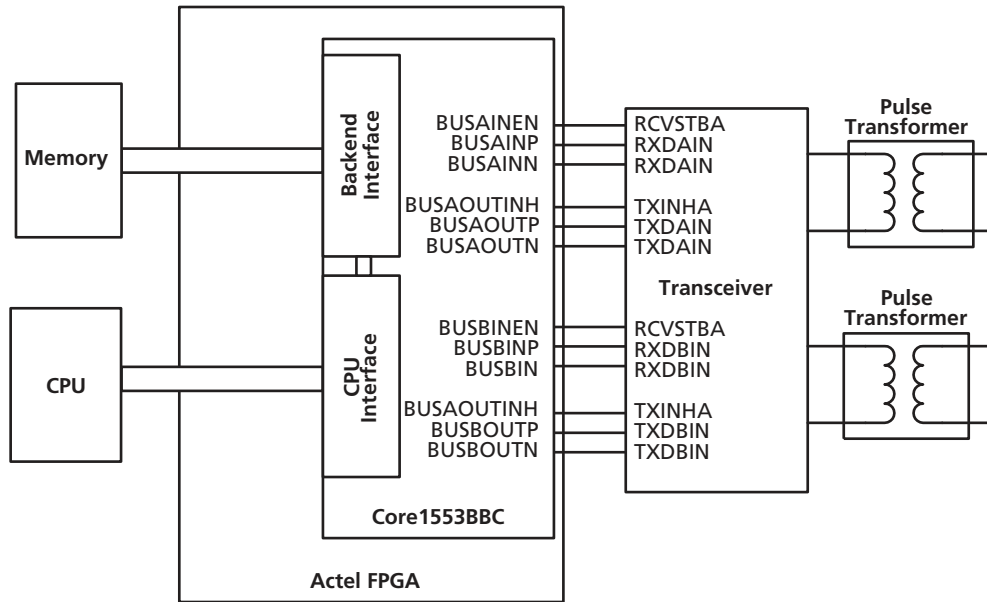 Memory
CPU
Backend
Interface
CPU
Interface
BUSAINEN
BUSAINP
BUSAINN
BUSAOUTINH
BUSAOUTP
BUSAOUTN
BUSBINEN
BUSBINP
BUSBIN
BUSAOUTINH
BUSBOUTP
BUSBOUTN
Core1553BBC
Actel FPGA
RCVSTBA
RXDAIN
RXDAIN
TXINHA
TXDAIN
TXDAIN
Transceiver
RCVSTBA
RXDBIN
RXDBIN
TXINHA
TXDBIN
TXDBIN
Pulse
Transformer
Pulse
Transformer